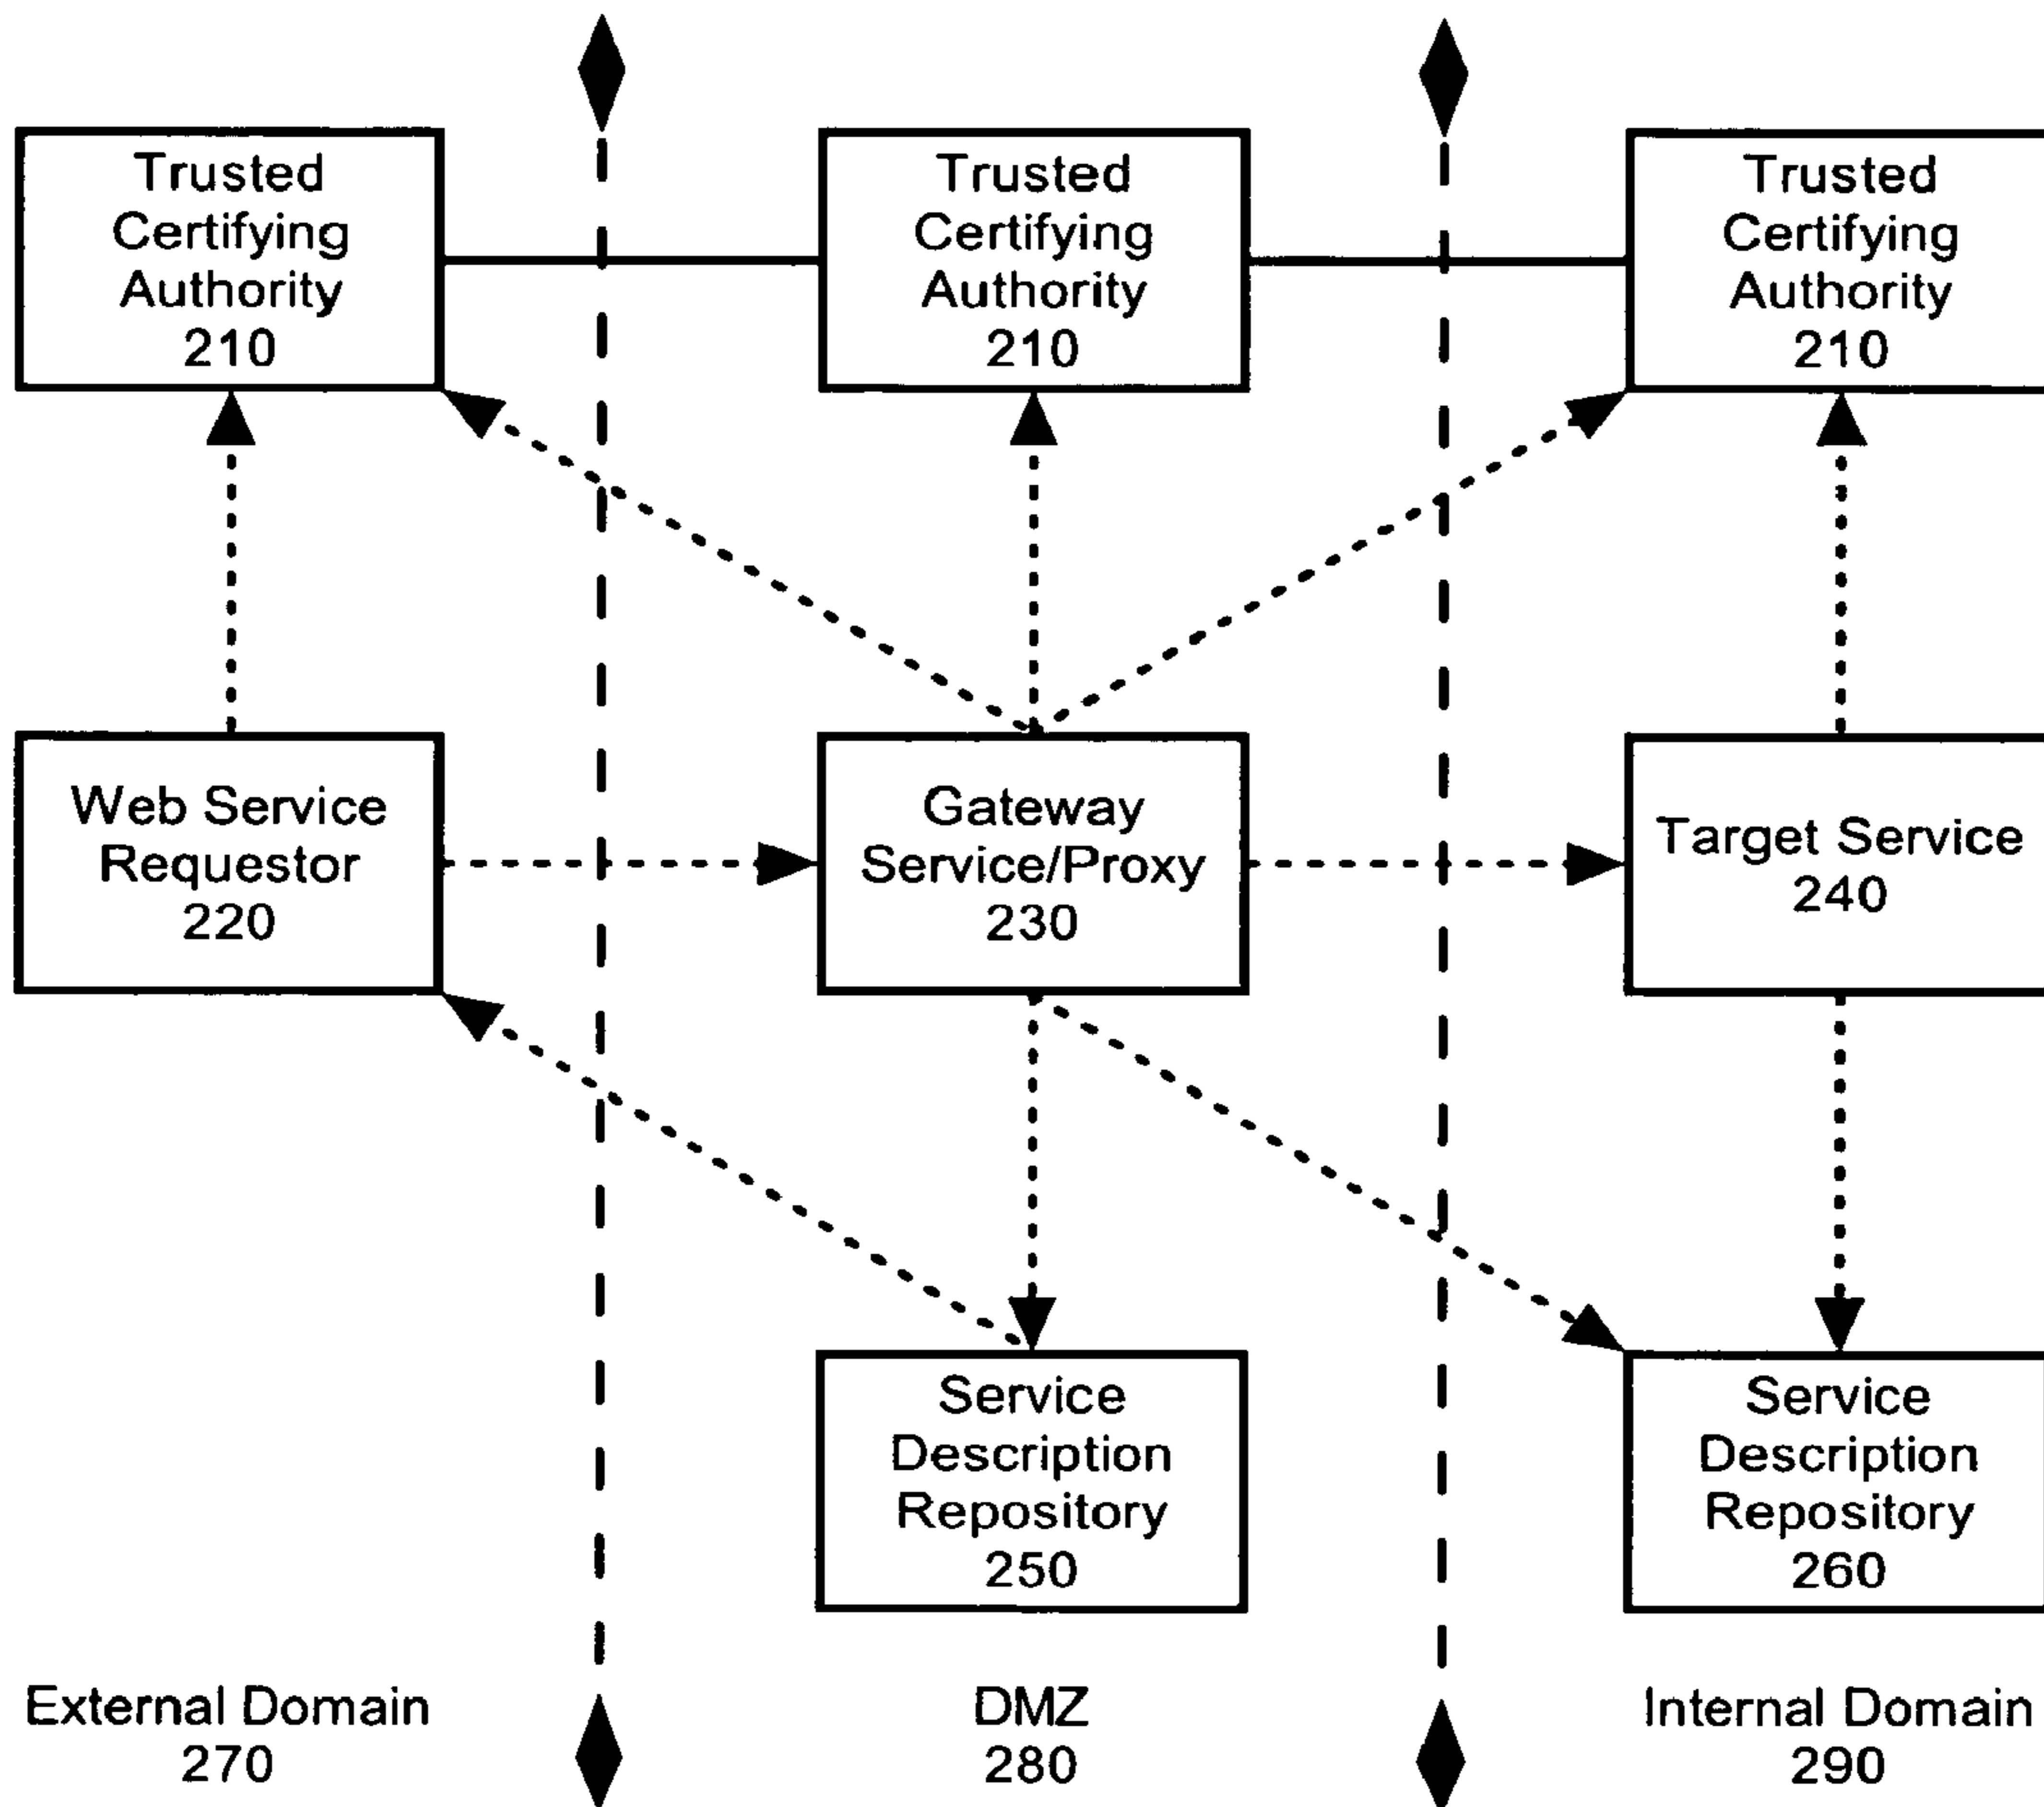 Trusted
Certifying
Authority
210
Trusted
Certifying
Authority
210
Trusted
Certifying
Authority
210
Web Service
Requestor
220
Gateway
Service/Proxy
230
Target Service
240
Service
Description
Repository
250
Service
Description
Repository
260
External Domain
270
DMZ
280
Internal Domain
290